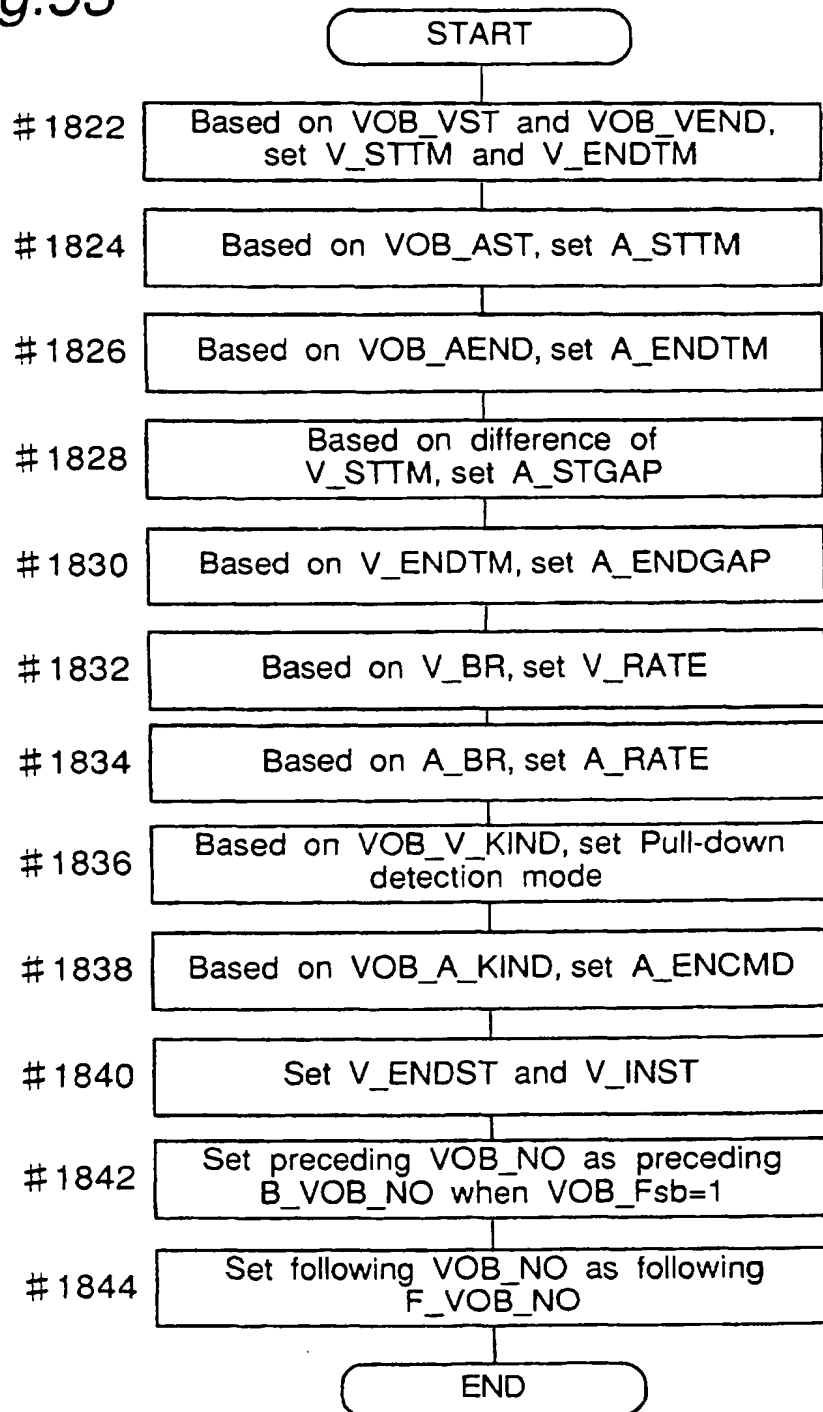 g.53
START
#1822
Based on VOB_VST and VOB_VEND,
set V_STTM and V_ENDTM
#1824
Based on VOB_AST, set A_STTM
#1826
Based on VOB_AEND, set A_ENDTM
#1828
Based on difference of
V_STTM, set A_STGAP
#1830
Based on V_ENDTM, set A_ENDGAP
#1832
Based on V_BR, set V_RATE
#1834
Based on A_BR, set A_RATE
#1836
Based on VOB_V_KIND, set Pull-down
detection mode
#1838
Based on VOB_A_KIND, set A_ENCMD
#1840
Set V_ENDST and V_INST
#1842
Set preceding VOB_NO as preceding
B_VOB_NO when VOB_Fsb=1
#1844
Set following VOB_NO as following
F_VOB_NO
END